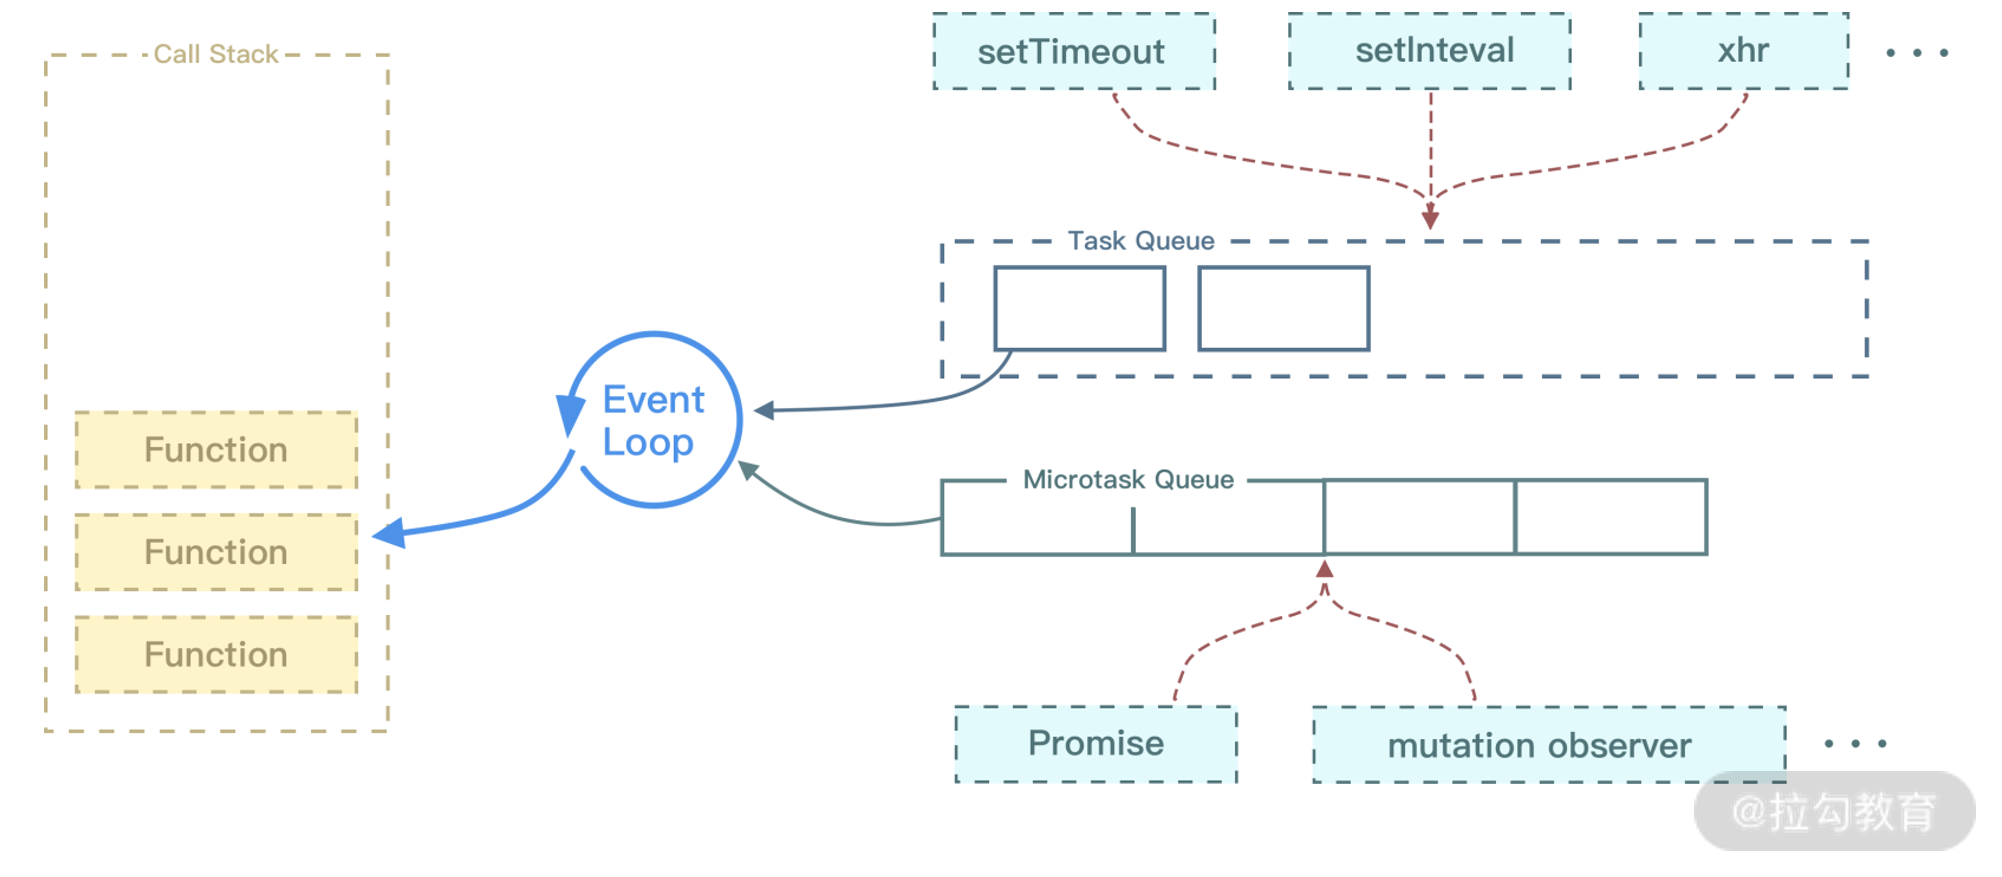 Call Stack
setTimeout
setInteval
xhr
Task Queue
Event
Loop
Microtask Queue
Function
Function
Function
Promise
mutation observer
@拉勾教育